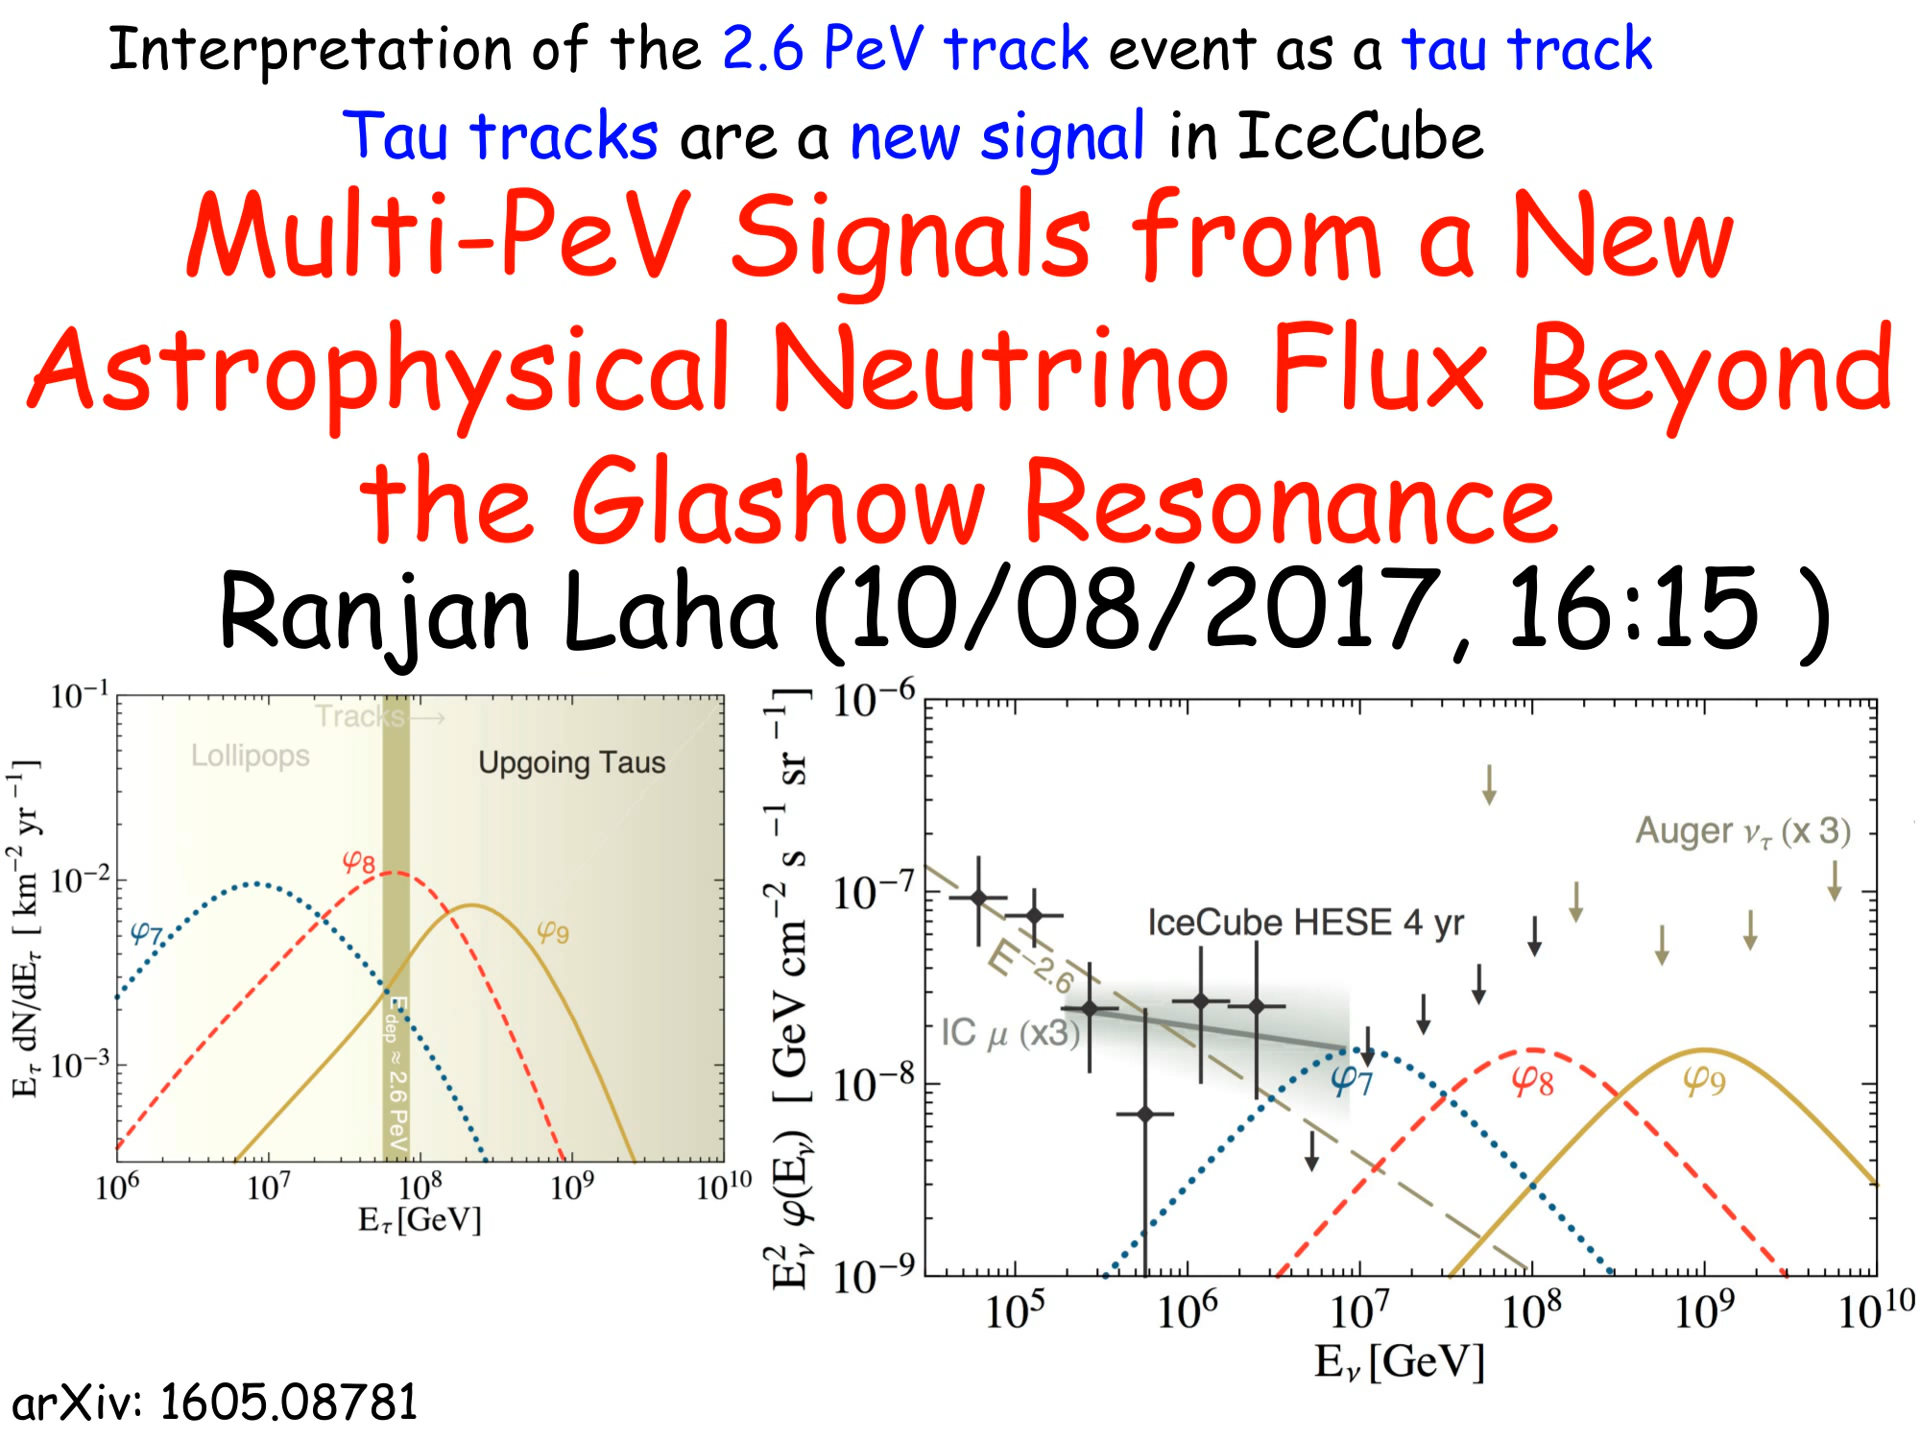 Interpretation of the 2.6 PeV track event as a tau track
Tau tracks are a new signal in IceCube
Multi-PeV Signals from a New
Astrophysical Neutrino Flux Beyond
the Glashow Resonance
Ranjan Laha (10/08/2017, 16:15 )
10⁻¹
10⁻²
10⁻³
E_τ dN/dE_τ [ km⁻² yr⁻¹]
Tracks→
Lollipops
Upgoing Taus
φ₇
φ₈
φ₉
E_dep ≈ 2.6 PeV
10⁶ 10⁷ 10⁸ 10⁹ 10¹⁰
E_τ [GeV]
10⁻⁶
10⁻⁷
10⁻⁸
10⁻⁹
E_ν² φ(E_ν) [ GeV cm⁻² s⁻¹ sr⁻¹]
Auger ν_τ (x 3)
IceCube HESE 4 yr
E⁻²·⁶
IC μ (x3)
φ₇
φ₈
φ₉
10⁵ 10⁶ 10⁷ 10⁸ 10⁹ 10¹⁰
E_ν [GeV]
arXiv: 1605.08781